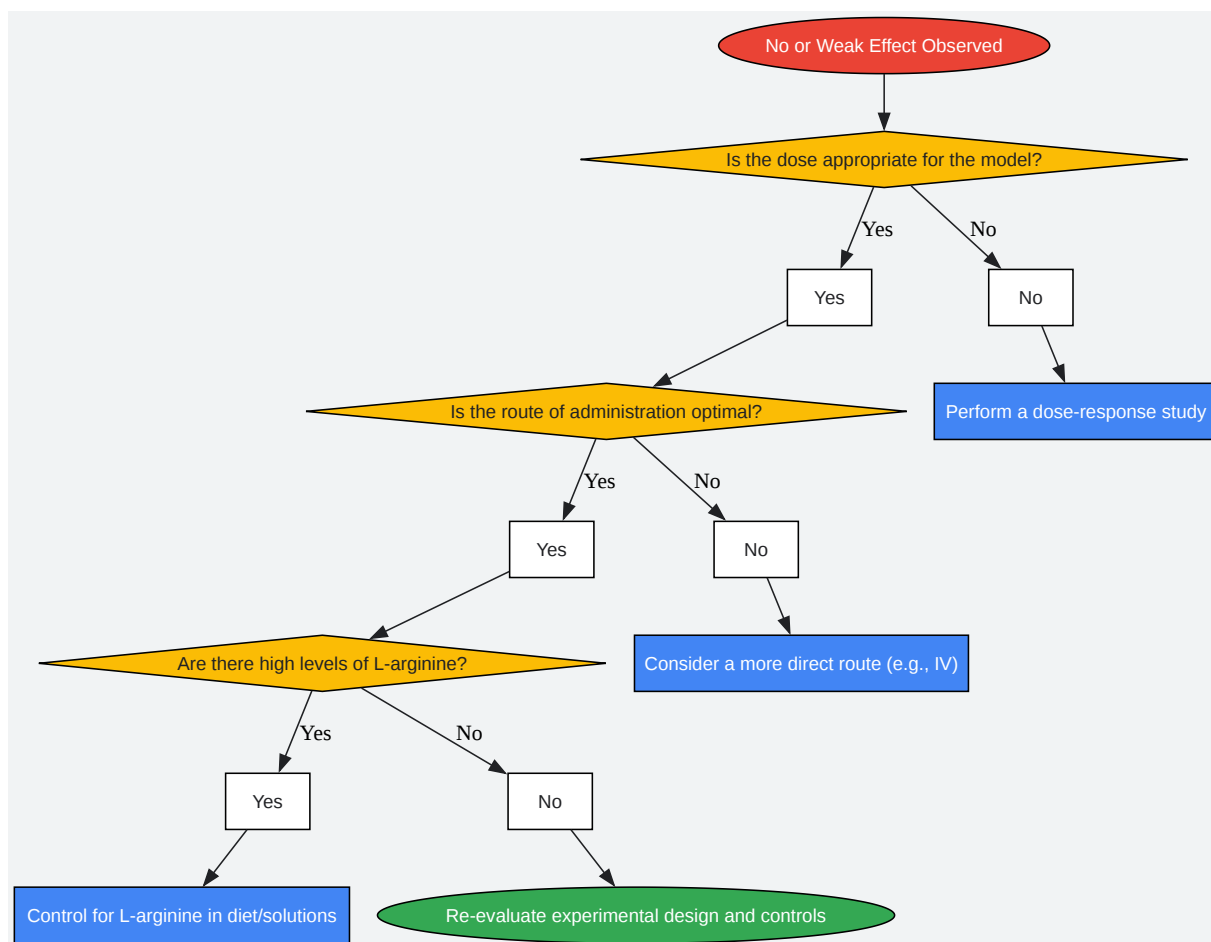 No or Weak Effect Observed
Is the dose appropriate for the model?
Yes
No
Yes
No
Is the route of administration optimal?
Perform a dose-response study
Yes
No
Yes
No
Are there high levels of L-arginine?
Consider a more direct route (e.g., IV)
Yes
No
Yes
No
Control for L-arginine in diet/solutions
Re-evaluate experimental design and controls